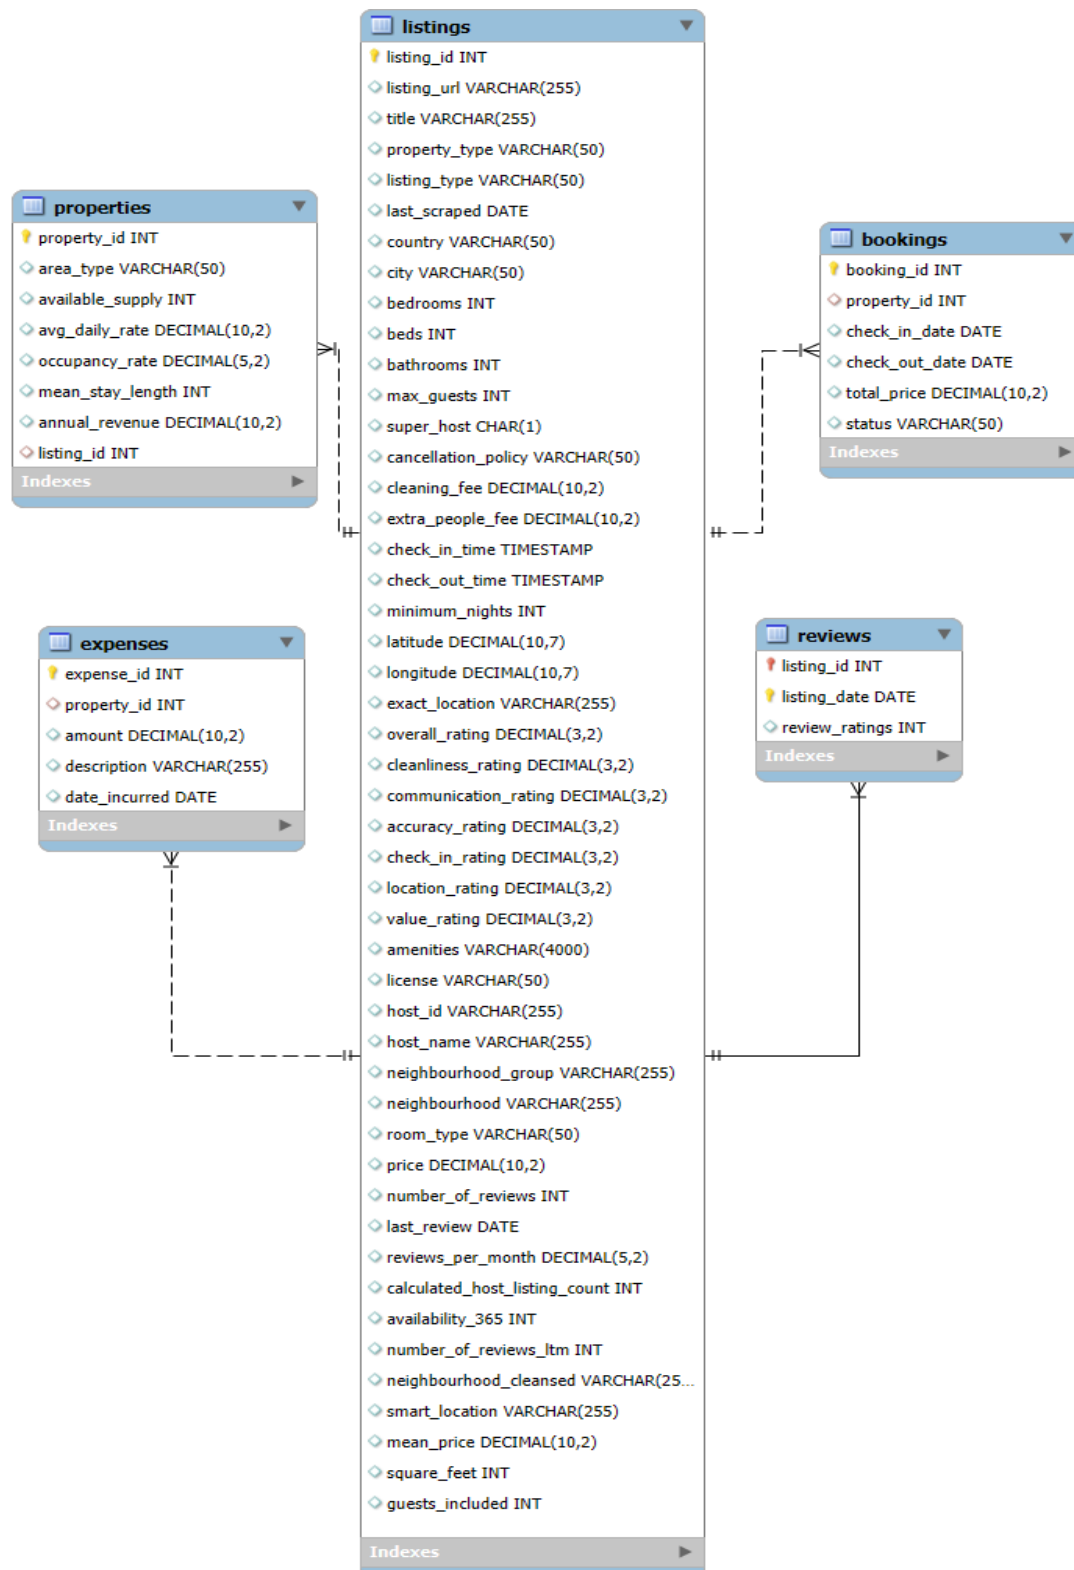 listings
listing_id INT
listing_url VARCHAR(255)
title VARCHAR(255)
property_type VARCHAR(50)
listing_type VARCHAR(50)
last_scraped DATE
country VARCHAR(50)
city VARCHAR(50)
bedrooms INT
beds INT
bathrooms INT
max_guests INT
super_host CHAR(1)
cancellation_policy VARCHAR(50)
cleaning_fee DECIMAL(10,2)
extra_people_fee DECIMAL(10,2)
check_in_time TIMESTAMP
check_out_time TIMESTAMP
minimum_nights INT
latitude DECIMAL(10,7)
longitude DECIMAL(10,7)
exact_location VARCHAR(255)
overall_rating DECIMAL(3,2)
cleanliness_rating DECIMAL(3,2)
communication_rating DECIMAL(3,2)
accuracy_rating DECIMAL(3,2)
check_in_rating DECIMAL(3,2)
location_rating DECIMAL(3,2)
value_rating DECIMAL(3,2)
amenities VARCHAR(4000)
license VARCHAR(50)
host_id VARCHAR(255)
host_name VARCHAR(255)
neighbourhood_group VARCHAR(255)
neighbourhood VARCHAR(255)
room_type VARCHAR(50)
price DECIMAL(10,2)
number_of_reviews INT
last_review DATE
reviews_per_month DECIMAL(5,2)
calculated_host_listing_count INT
availability_365 INT
number_of_reviews_ltm INT
neighbourhood_cleansed VARCHAR(25...
smart_location VARCHAR(255)
mean_price DECIMAL(10,2)
square_feet INT
guests_included INT
Indexes
properties
property_id INT
area_type VARCHAR(50)
available_supply INT
avg_daily_rate DECIMAL(10,2)
occupancy_rate DECIMAL(5,2)
mean_stay_length INT
annual_revenue DECIMAL(10,2)
listing_id INT
Indexes
bookings
booking_id INT
property_id INT
check_in_date DATE
check_out_date DATE
total_price DECIMAL(10,2)
status VARCHAR(50)
Indexes
expenses
expense_id INT
property_id INT
amount DECIMAL(10,2)
description VARCHAR(255)
date_incurred DATE
Indexes
reviews
listing_id INT
listing_date DATE
review_ratings INT
Indexes